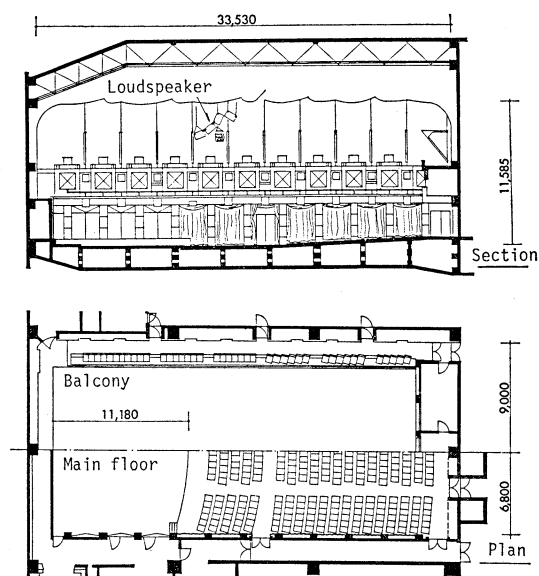 33,530
Loudspeaker
11,585
Section
Balcony
11,180
9,000
Main floor
6,800
Plan